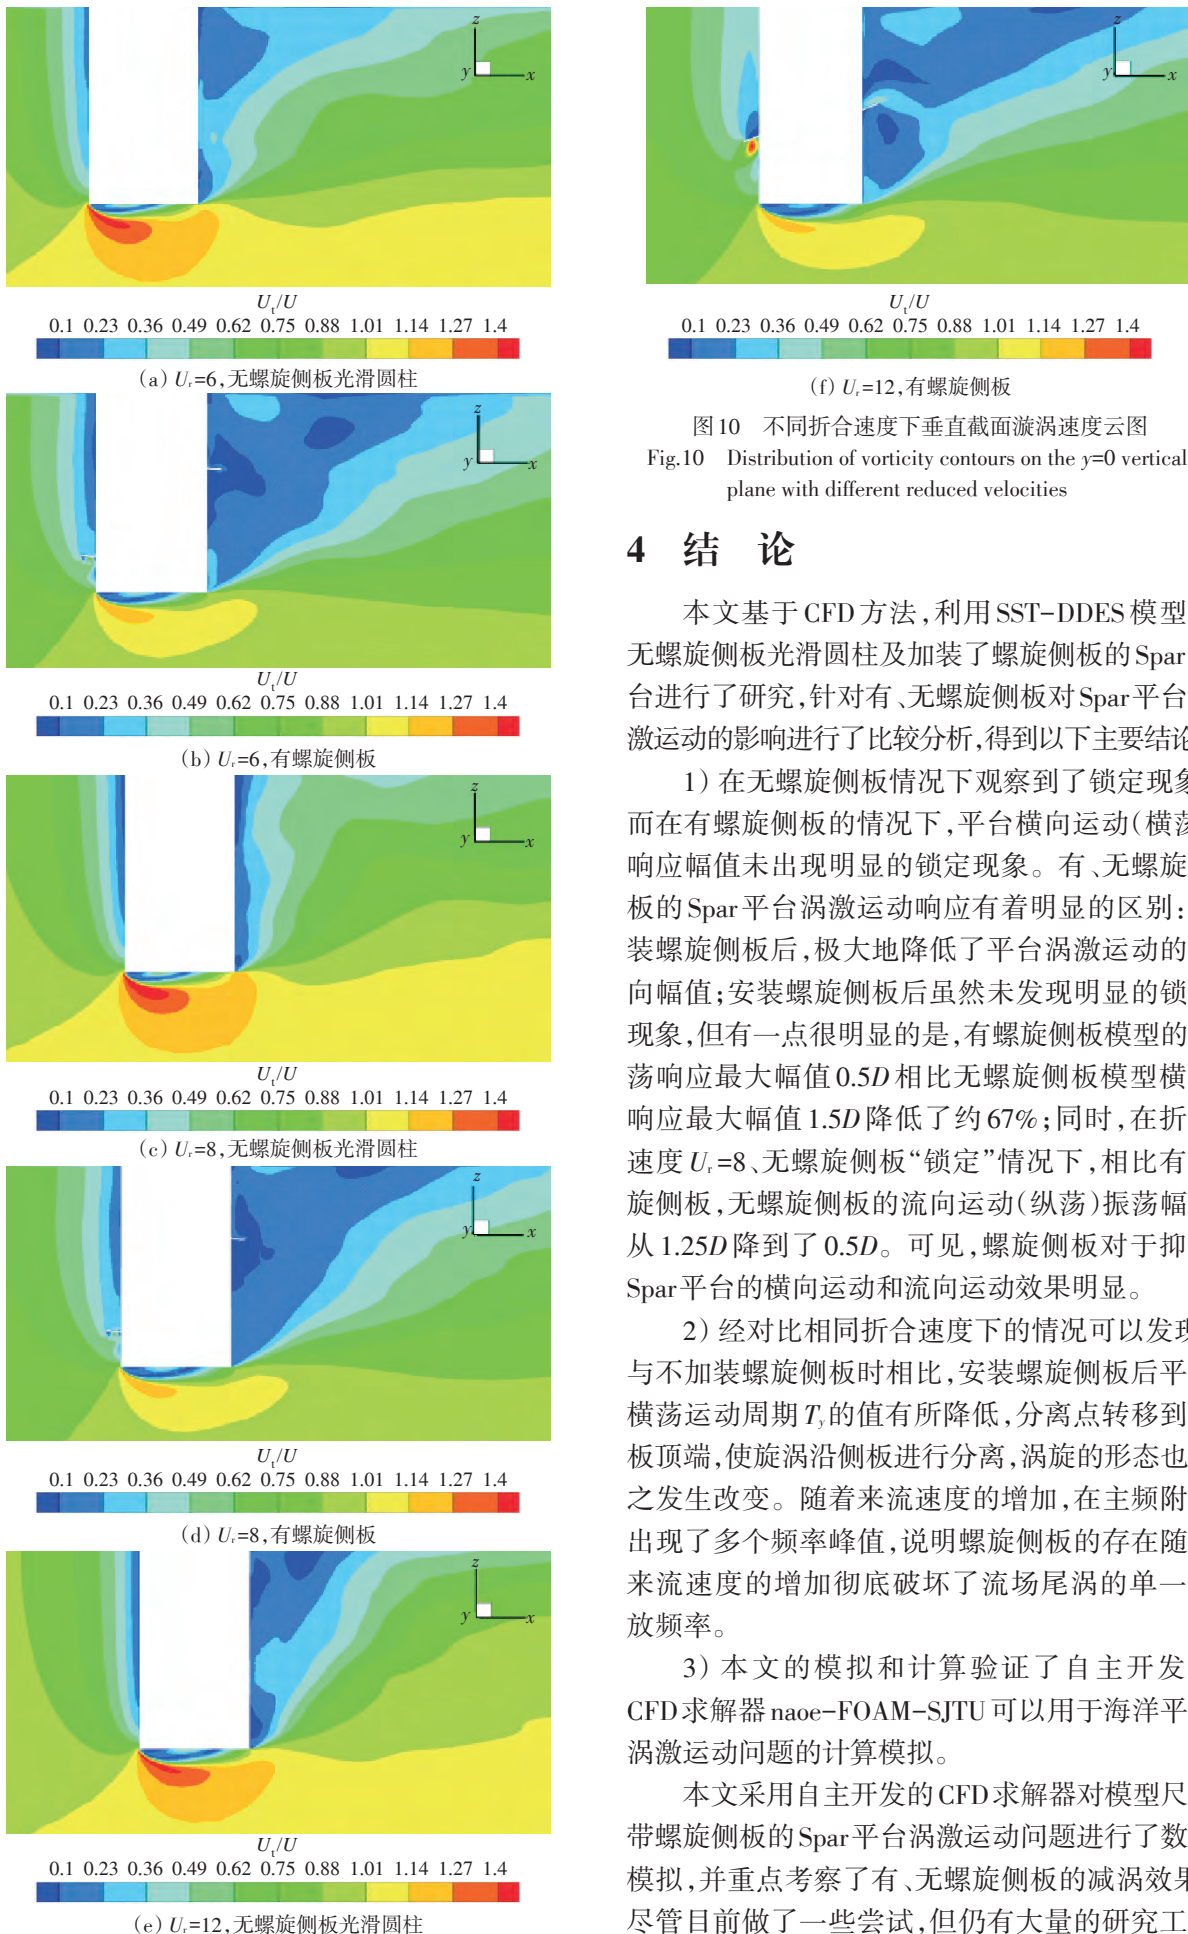 z
y
x
U_t/U
0.1 0.23 0.36 0.49 0.62 0.75 0.88 1.01 1.14 1.27 1.4
(a) U_r=6,无螺旋侧板光滑圆柱
z
y
x
U_t/U
0.1 0.23 0.36 0.49 0.62 0.75 0.88 1.01 1.14 1.27 1.4
(b) U_r=6,有螺旋侧板
z
y
x
U_t/U
0.1 0.23 0.36 0.49 0.62 0.75 0.88 1.01 1.14 1.27 1.4
(c) U_r=8,无螺旋侧板光滑圆柱
z
y
x
U_t/U
0.1 0.23 0.36 0.49 0.62 0.75 0.88 1.01 1.14 1.27 1.4
(d) U_r=8,有螺旋侧板
z
y
x
U_t/U
0.1 0.23 0.36 0.49 0.62 0.75 0.88 1.01 1.14 1.27 1.4
(e) U_r=12,无螺旋侧板光滑圆柱
z
y
x
U_t/U
0.1 0.23 0.36 0.49 0.62 0.75 0.88 1.01 1.14 1.27 1.4
(f) U_r=12,有螺旋侧板
图10 不同折合速度下垂直截面漩涡速度云图
Fig.10 Distribution of vorticity contours on the y=0 vertical
plane with different reduced velocities
4 结 论
本文基于CFD方法,利用SST-DDES模型
无螺旋侧板光滑圆柱及加装了螺旋侧板的Spar
台进行了研究,针对有、无螺旋侧板对Spar平台
激运动的影响进行了比较分析,得到以下主要结论
1)在无螺旋侧板情况下观察到了锁定现象
而在有螺旋侧板的情况下,平台横向运动(横荡
响应幅值未出现明显的锁定现象。有、无螺旋
板的Spar平台涡激运动响应有着明显的区别:
装螺旋侧板后,极大地降低了平台涡激运动的
向幅值;安装螺旋侧板后虽然未发现明显的锁
现象,但有一点很明显的是,有螺旋侧板模型的
荡响应最大幅值0.5D相比无螺旋侧板模型横
响应最大幅值1.5D降低了约67%;同时,在折
速度U_r=8、无螺旋侧板“锁定”情况下,相比有
旋侧板,无螺旋侧板的流向运动(纵荡)振荡幅
从1.25D降到了0.5D。可见,螺旋侧板对于抑
Spar平台的横向运动和流向运动效果明显。
2)经对比相同折合速度下的情况可以发现
与不加装螺旋侧板时相比,安装螺旋侧板后平
横荡运动周期T_y的值有所降低,分离点转移到
板顶端,使旋涡沿侧板进行分离,涡旋的形态也
之发生改变。随着来流速度的增加,在主频附
出现了多个频率峰值,说明螺旋侧板的存在随
来流速度的增加彻底破坏了流场尾涡的单一
放频率。
3)本文的模拟和计算验证了自主开发
CFD求解器naoe-FOAM-SJTU可以用于海洋平
涡激运动问题的计算模拟。
本文采用自主开发的CFD求解器对模型尺
带螺旋侧板的Spar平台涡激运动问题进行了数
模拟,并重点考察了有、无螺旋侧板的减涡效果
尽管目前做了一些尝试,但仍有大量的研究工